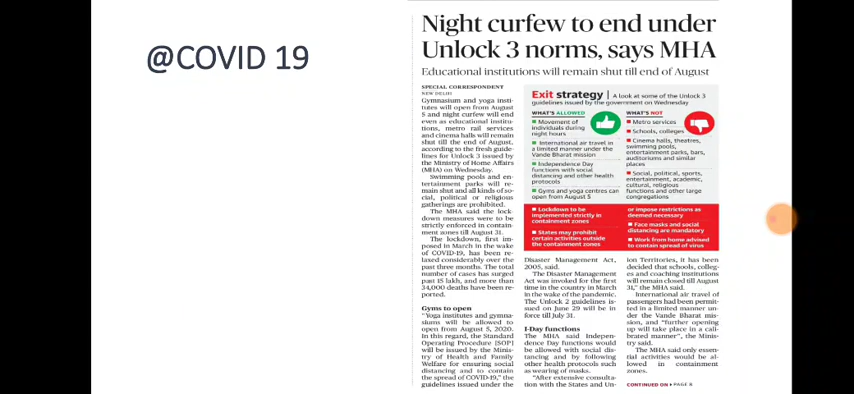 @COVID 19
Night curfew to end under
Unlock 3 norms, says MHA
Educational institutions will remain shut till end of August
SPECIAL CORRESPONDENT
NEW DELHI
Gymnasium and yoga insti-
tutes will open from August
5 and night curfew will end
even as educational institu-
tions, metro rail services
and cinema halls will remain
shut till the end of August,
according to the fresh guide-
lines for Unlock 3 issued by
the Ministry of Home Affairs
(MHA) on Wednesday.
Swimming pools and en-
tertainment parks will re-
main shut and all kinds of so-
cial, political or religious
gatherings are prohibited.
The MHA said the lock-
down measures were to be
strictly enforced in contain-
ment zones till August 31.
The lockdown, first im-
posed in March in the wake
of COVID-19, has been re-
laxed considerably over the
past three months. The total
number of cases has surged
past 15 lakh, and more than
34,000 deaths have been re-
ported.
Gyms to open
"Yoga institutes and gymna-
siums will be allowed to
open from August 5, 2020.
In this regard, the Standard
Operating Procedure [SOP]
will be issued by the Minis-
try of Health and Family
Welfare for ensuring social
distancing and to contain
the spread of COVID-19," the
guidelines issued under the
Exit strategy | A look at some of the Unlock 3
guidelines issued by the government on Wednesday
WHAT'S ALLOWED
Movement of
individuals during
night hours
International air travel
in a limited manner under the
Vande Bharat mission
Independence Day
functions with social
distancing and other health
protocols
Gyms and yoga centres can
open from August 5
WHAT'S NOT
Metro services
Schools, colleges
Cinema halls, theatres,
swimming pools,
entertainment parks, bars,
auditoriums and similar
places
Social, political, sports,
entertainment, academic,
cultural, religious
functions and other large
congregations
Lockdown to be
implemented strictly in
containment zones
States may prohibit
certain activities outside
the containment zones
or impose restrictions as
deemed necessary
Face masks and social
distancing are mandatory
Work from home advised
to contain spread of virus
Disaster Management Act,
2005, said.
The Disaster Management
Act was invoked for the first
time in the country in March
in the wake of the pandemic.
The Unlock 2 guidelines is-
sued on June 29 will be in
force till July 31.
I-Day functions
The MHA said Indepen-
dence Day functions would
be allowed with social dis-
tancing and by following
other health protocols such
as wearing of masks.
"After extensive consulta-
tion with the States and Un-
ion Territories, it has been
decided that schools, colleg-
es and coaching institutions
will remain closed till August
31," the MHA said.
International air travel of
passengers had been permit-
ted in a limited manner un-
der the Vande Bharat mis-
sion, and "further opening
up will take place in a cali-
brated manner", the Minis-
try said.
The MHA said only essen-
tial activities would be al-
lowed in containment
zones.
CONTINUED ON ▸ PAGE 8